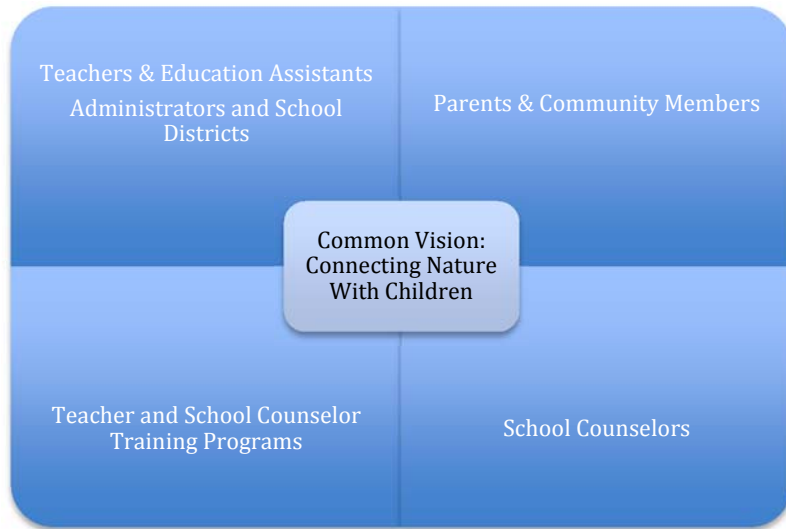 Teachers & Education Assistants
Administrators and School
Districts
Parents & Community Members
Common Vision:
Connecting Nature
With Children
Teacher and School Counselor
Training Programs
School Counselors